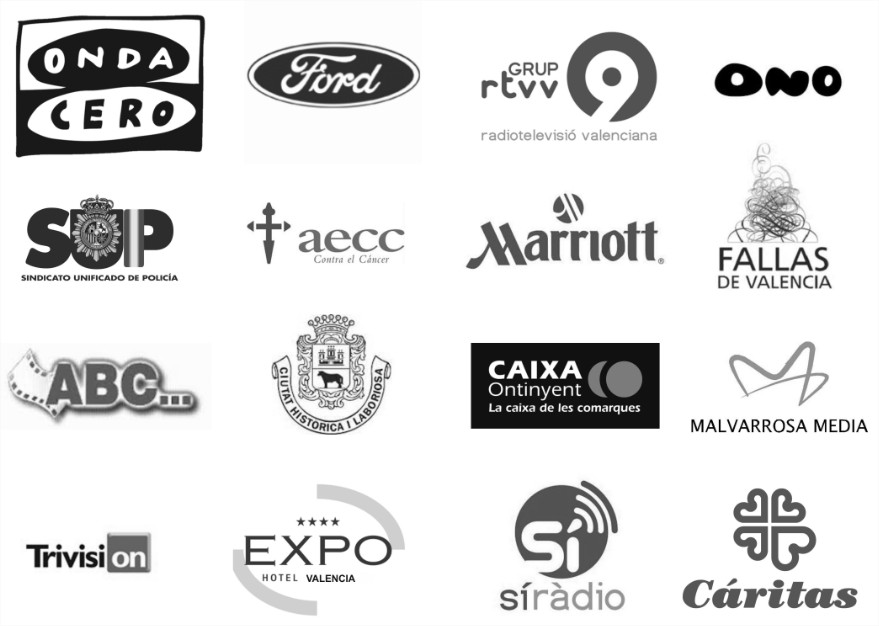 ONDA
CERO
Ford
GRUP
rtvv
9
radiotelevisió valenciana
ONO
SUP
SINDICATO UNIFICADO DE POLICÍA
aecc
Contra el Cáncer
Marriott®
FALLAS
DE VALENCIA
ABC...
CIUTAT HISTORICA I LABORIOSA
CAIXA
Ontinyent
La caixa de les comarques
MALVARROSA MEDIA
Trivision
EXPO
HOTEL VALENCIA
Sí
síràdio
Cáritas